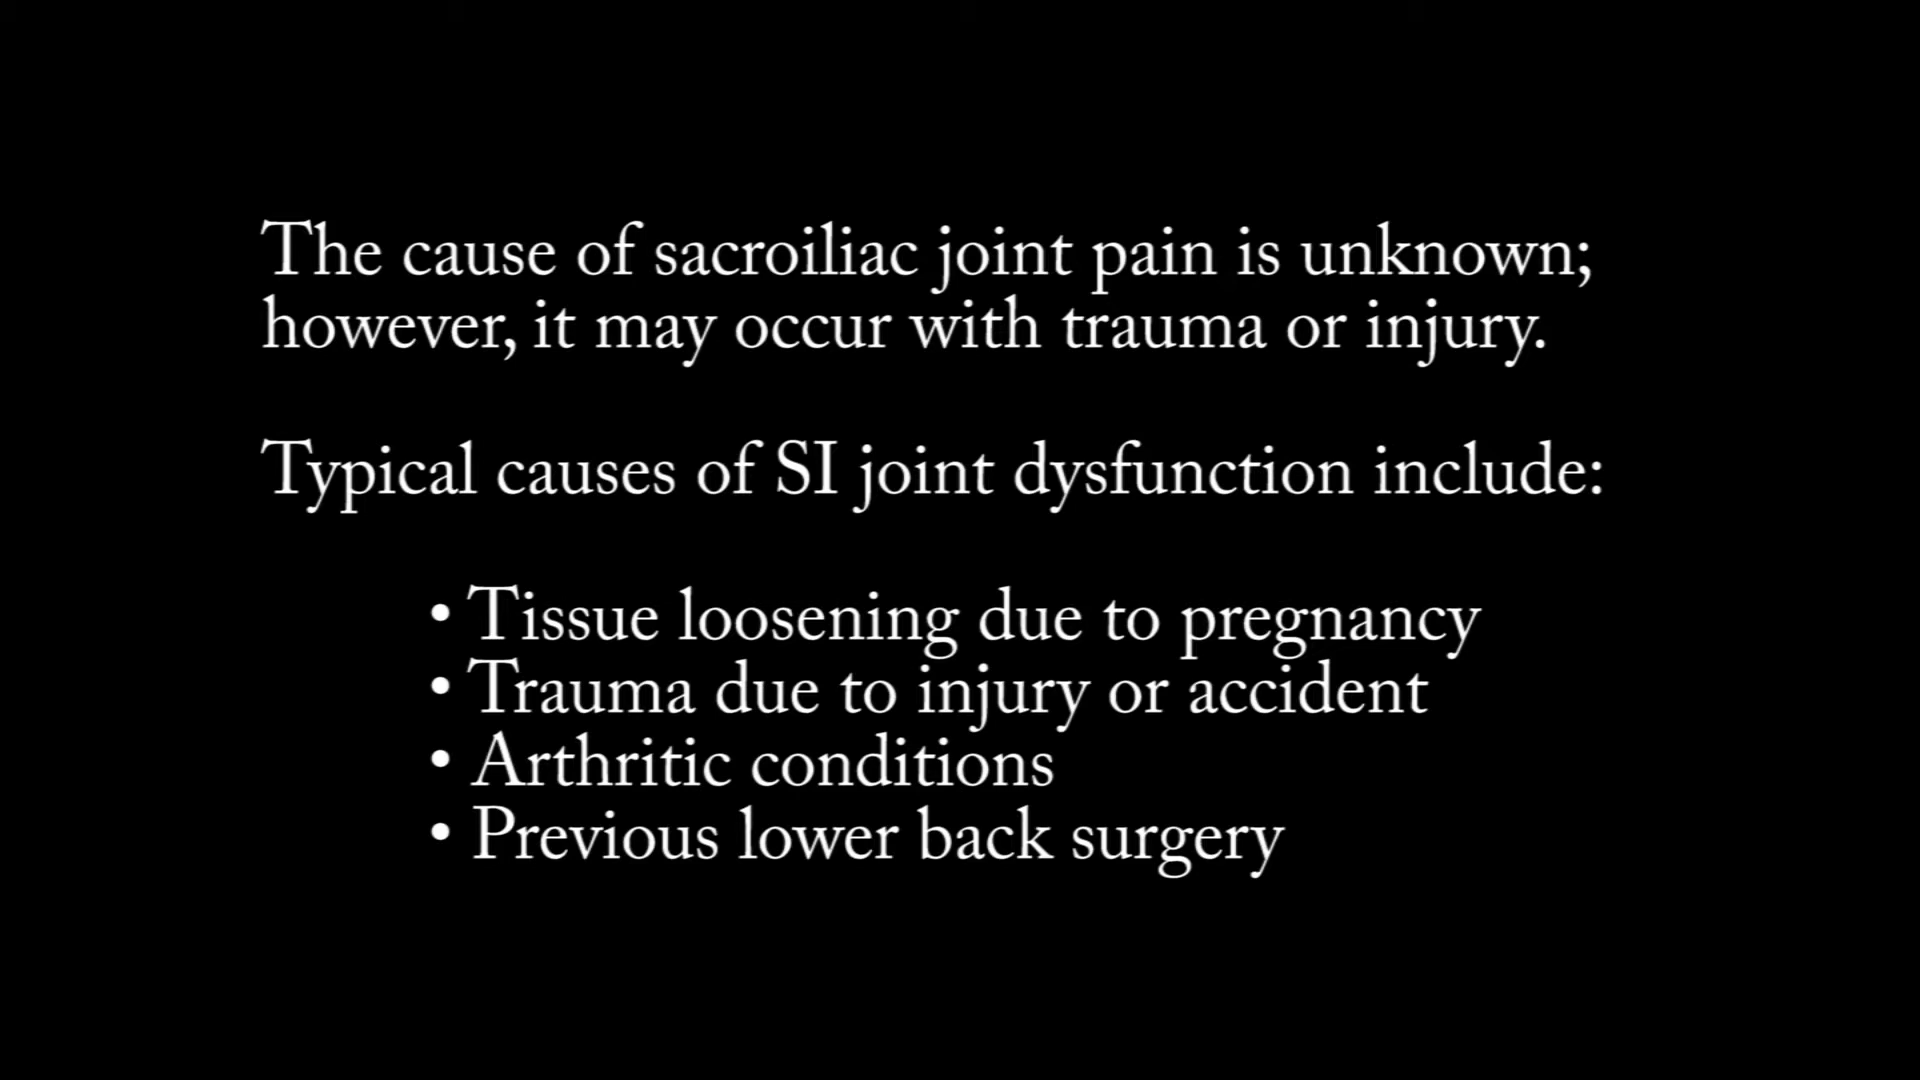 The cause of sacroiliac joint pain is unknown;
however, it may occur with trauma or injury.
Typical causes of SI joint dysfunction include:
• Tissue loosening due to pregnancy
• Trauma due to injury or accident
• Arthritic conditions
• Previous lower back surgery